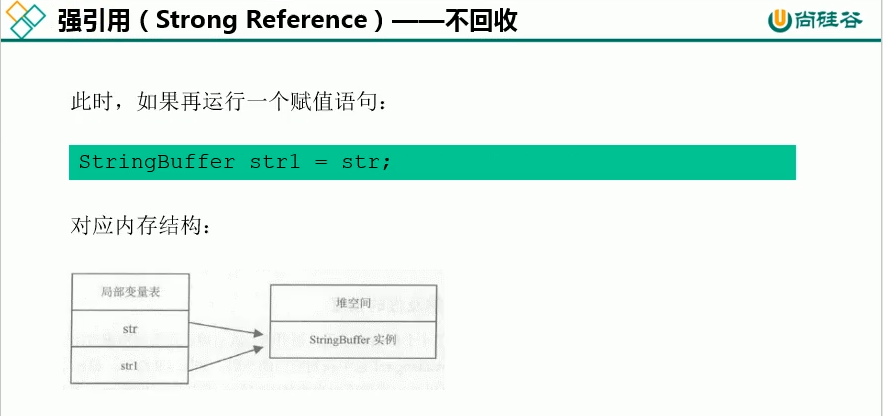 强引用（Strong Reference）——不回收
尚硅谷
此时，如果再运行一个赋值语句：
StringBuffer str1 = str;
对应内存结构：
局部变量表
str
str1
堆空间
StringBuffer 实例